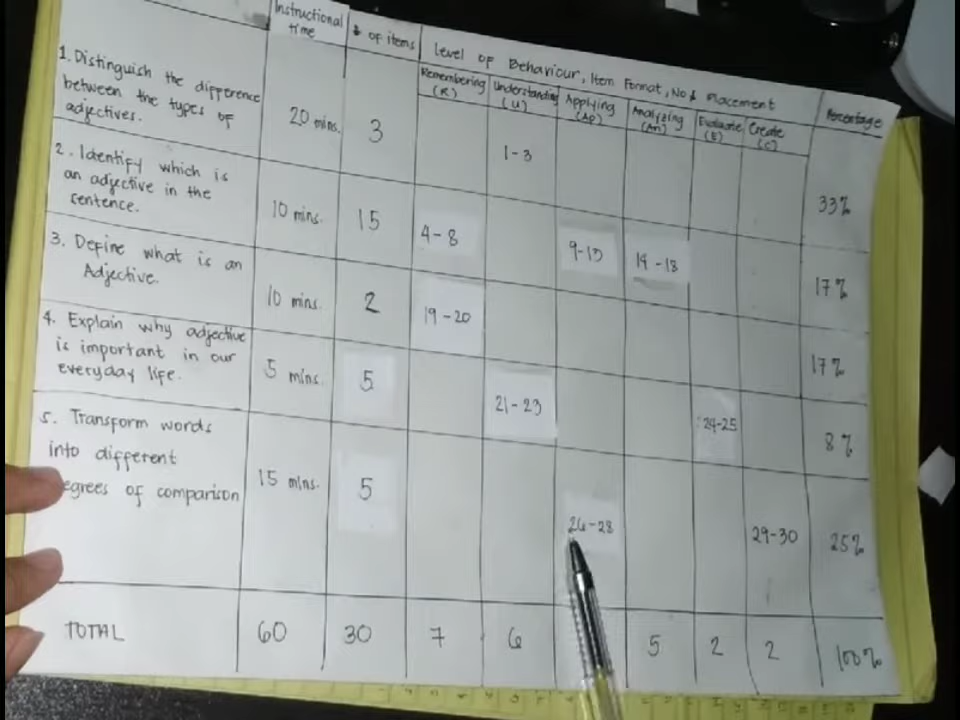 Instructional
time
# of items
Level of Behaviour, Item Format, No & Placement
Remembering
(R)
Understanding
(U)
Applying
(Ap)
Analyzing
(An)
Evaluate
(E)
Create
(C)
Percentage
1. Distinguish the difference
between the types of
adjectives.
20 mins.
3
1-3
33%
2. Identify which is
an adjective in the
sentence.
10 mins.
15
4-8
9-13
14-18
17%
3. Define what is an
Adjective.
10 mins.
2
19-20
17%
4. Explain why adjective
is important in our
everyday life.
5 mins.
5
21-23
24-25
8%
5. Transform words
into different
egrees of comparison
15 mins.
5
26-28
29-30
25%
TOTAL
60
30
7
6
5
2
2
100%